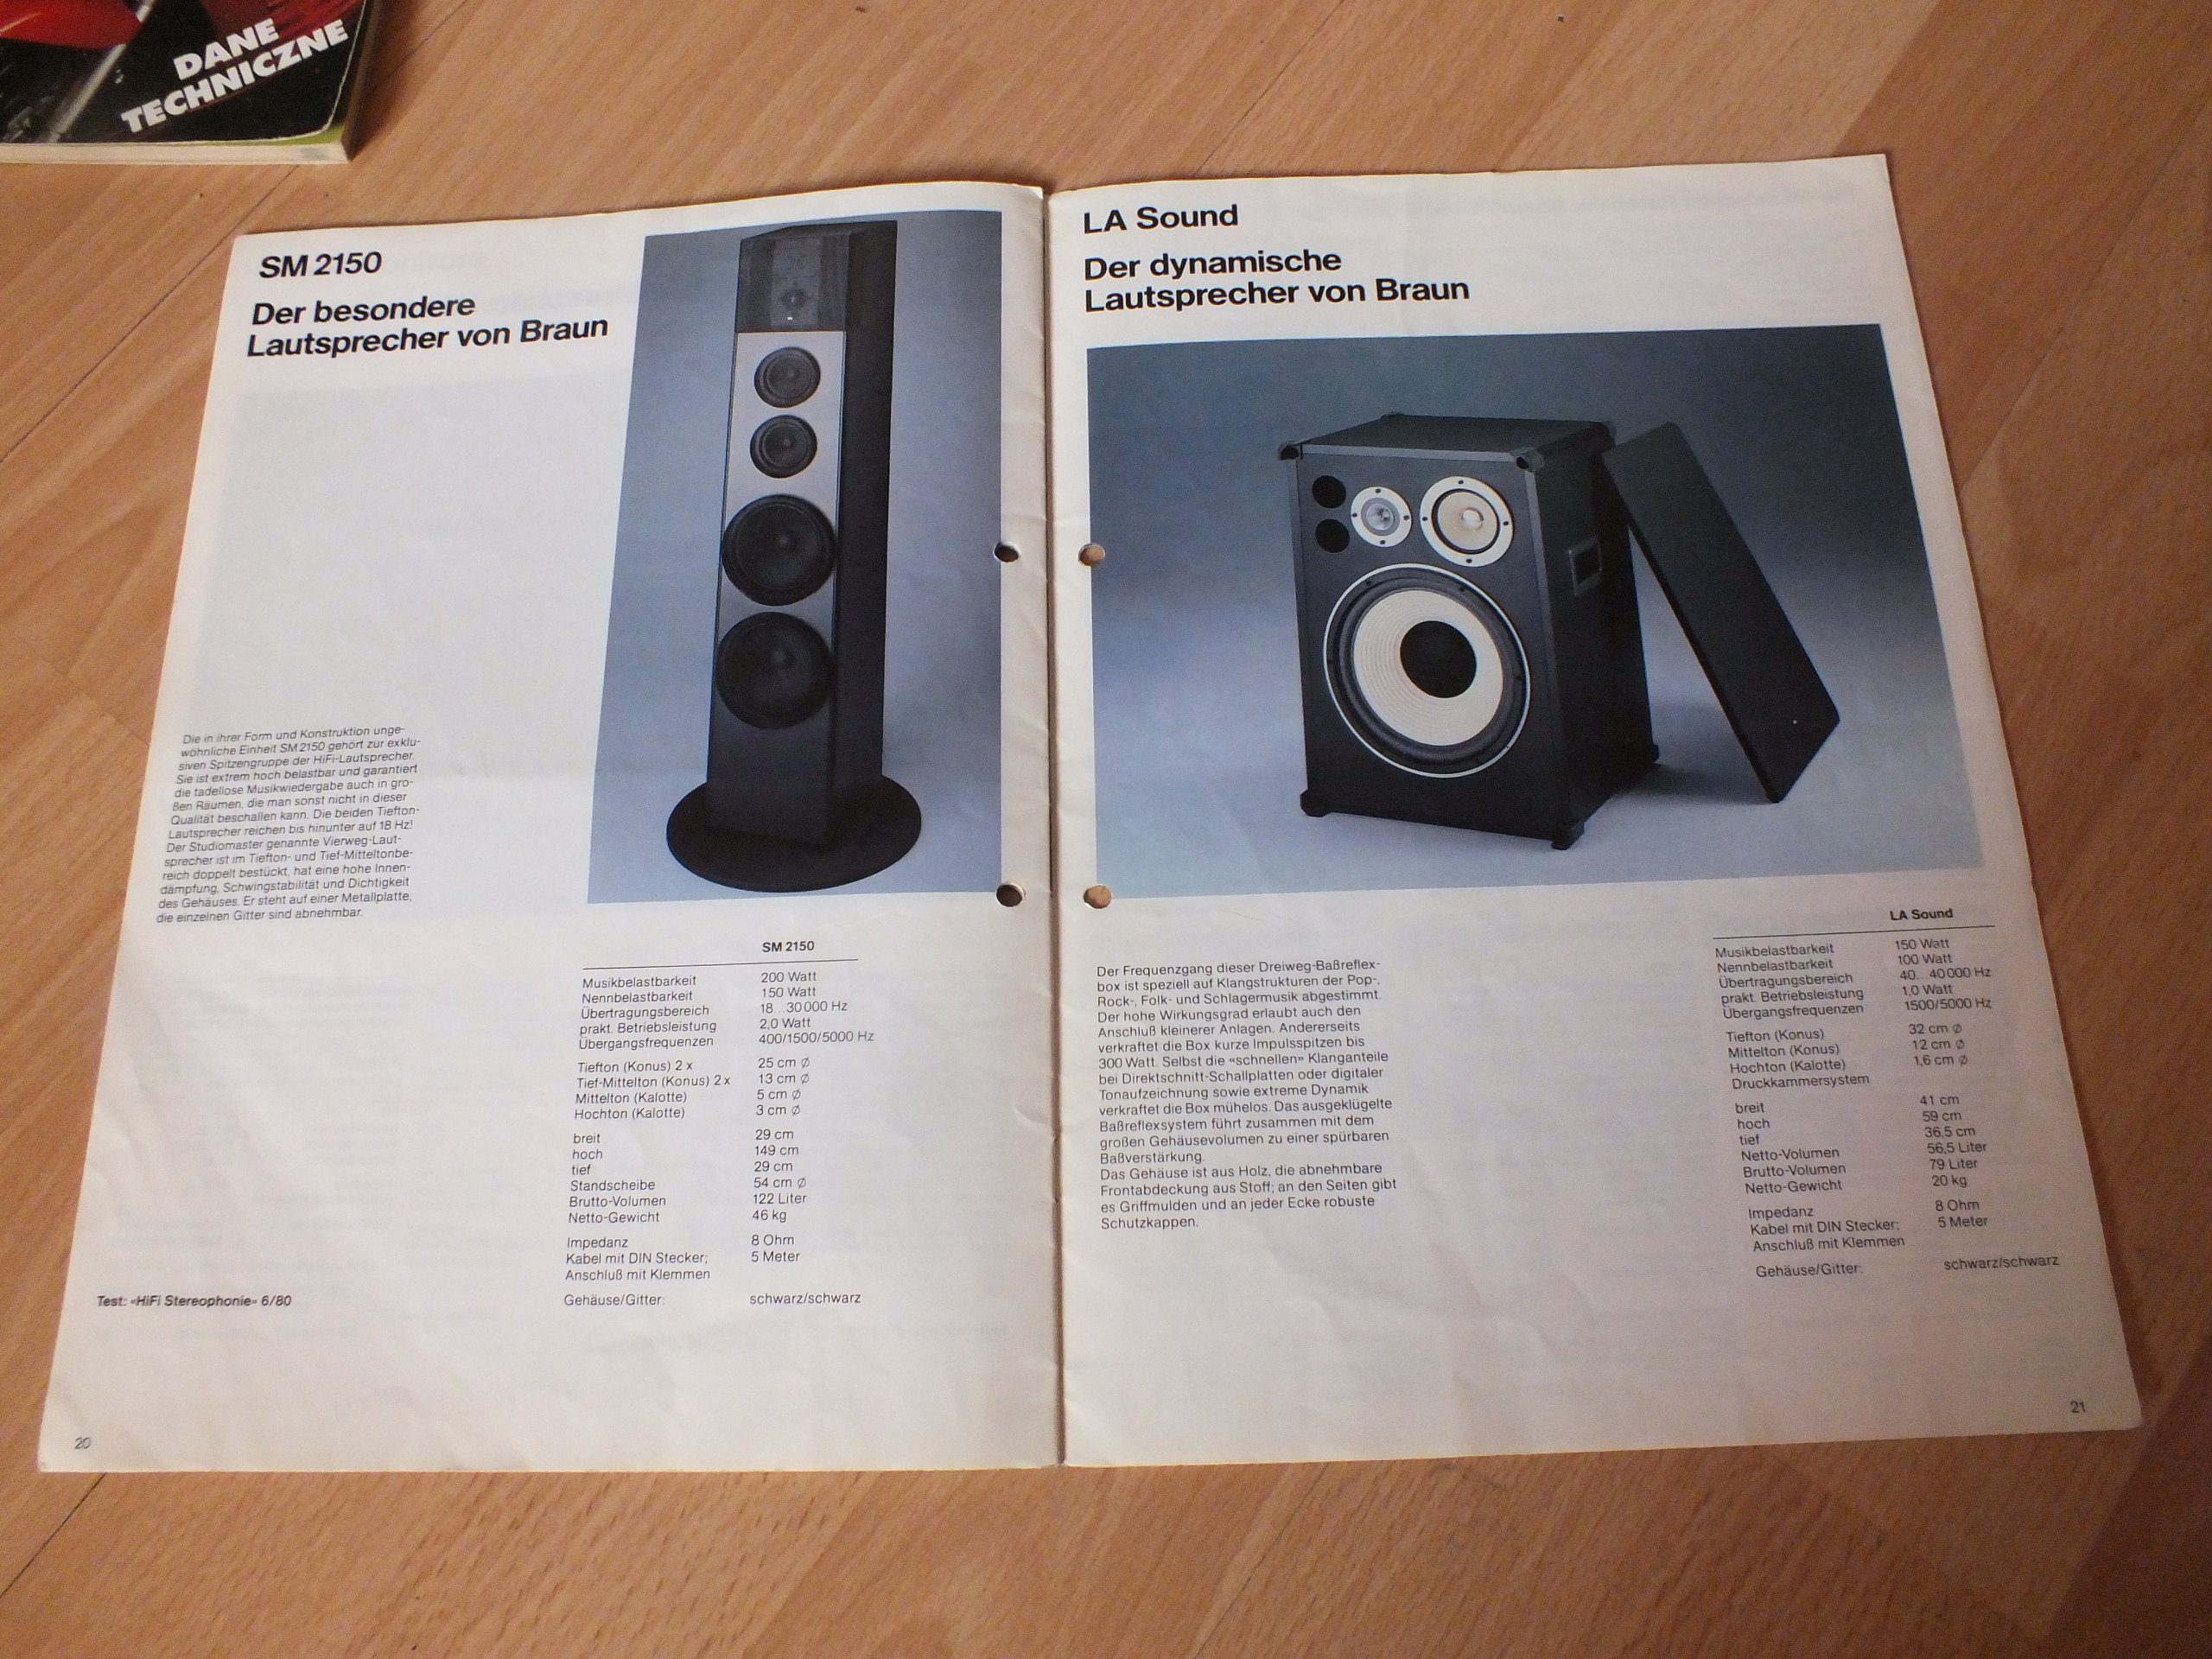 DANE
TECHNICZNE
SM 2150
Der besondere
Lautsprecher von Braun
Die in ihrer Form und Konstruktion unge-
wöhnliche Einheit SM 2150 gehört zur exklu-
siven Spitzengruppe der HiFi-Lautsprecher.
Sie ist extrem hoch belastbar und garantiert
die tadellose Musikwiedergabe auch in gro-
ßen Räumen, die man sonst nicht in dieser
Qualität beschallen kann. Die beiden Tiefton-
Lautsprecher reichen bis hinunter auf 18 Hz!
Der Studiomaster genannte Vierweg-Laut-
sprecher ist im Tiefton- und Tief-Mitteltonbe-
reich doppelt bestückt, hat eine hohe Innen-
dämpfung, Schwingstabilität und Dichtigkeit
des Gehäuses. Er steht auf einer Metallplatte,
die einzelnen Gitter sind abnehmbar.
SM 2150
Musikbelastbarkeit 200 Watt
Nennbelastbarkeit 150 Watt
Übertragungsbereich 18...30 000 Hz
prakt. Betriebsleistung 2,0 Watt
Übergangsfrequenzen 400/1500/5000 Hz
Tiefton (Konus) 2 x 25 cm ∅
Tief-Mittelton (Konus) 2 x 13 cm ∅
Mittelton (Kalotte) 5 cm ∅
Hochton (Kalotte) 3 cm ∅
breit 29 cm
hoch 149 cm
tief 29 cm
Standscheibe 54 cm ∅
Brutto-Volumen 122 Liter
Netto-Gewicht 46 kg
Impedanz 8 Ohm
Kabel mit DIN Stecker; 5 Meter
Anschluß mit Klemmen
Gehäuse/Gitter: schwarz/schwarz
Test: «HiFi Stereophonie» 6/80
20
LA Sound
Der dynamische
Lautsprecher von Braun
Der Frequenzgang dieser Dreiweg-Baßreflex-
box ist speziell auf Klangstrukturen der Pop-,
Rock-, Folk- und Schlagermusik abgestimmt.
Der hohe Wirkungsgrad erlaubt auch den
Anschluß kleinerer Anlagen. Andererseits
verkraftet die Box kurze Impulsspitzen bis
300 Watt. Selbst die «schnellen» Klanganteile
bei Direktschnitt-Schallplatten oder digitaler
Tonaufzeichnung sowie extreme Dynamik
verkraftet die Box mühelos. Das ausgeklügelte
Baßreflexsystem führt zusammen mit dem
großen Gehäusevolumen zu einer spürbaren
Baßverstärkung.
Das Gehäuse ist aus Holz, die abnehmbare
Frontabdeckung aus Stoff; an den Seiten gibt
es Griffmulden und an jeder Ecke robuste
Schutzkappen.
LA Sound
Musikbelastbarkeit 150 Watt
Nennbelastbarkeit 100 Watt
Übertragungsbereich 40...40 000 Hz
prakt. Betriebsleistung 1,0 Watt
Übergangsfrequenzen 1500/5000 Hz
Tiefton (Konus) 32 cm ∅
Mittelton (Konus) 12 cm ∅
Hochton (Kalotte) 1,6 cm ∅
Druckkammersystem
breit 41 cm
hoch 59 cm
tief 36,5 cm
Netto-Volumen 56,5 Liter
Brutto-Volumen 79 Liter
Netto-Gewicht 20 kg
Impedanz 8 Ohm
Kabel mit DIN Stecker; 5 Meter
Anschluß mit Klemmen
Gehäuse/Gitter: schwarz/schwarz
21